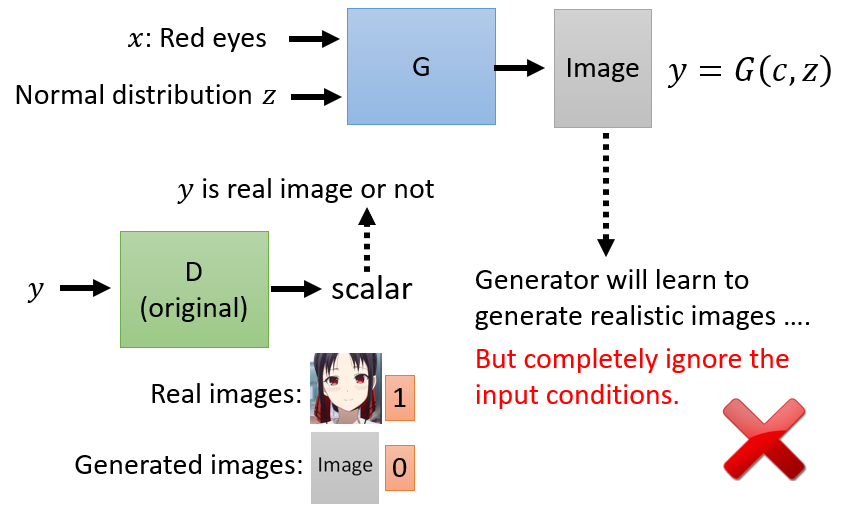 x: Red eyes
Normal distribution z
G
Image
y = G(c, z)
y is real image or not
y
D
(original)
scalar
Generator will learn to
generate realistic images ….
But completely ignore the
input conditions.
Real images:
1
Generated images:
Image
0